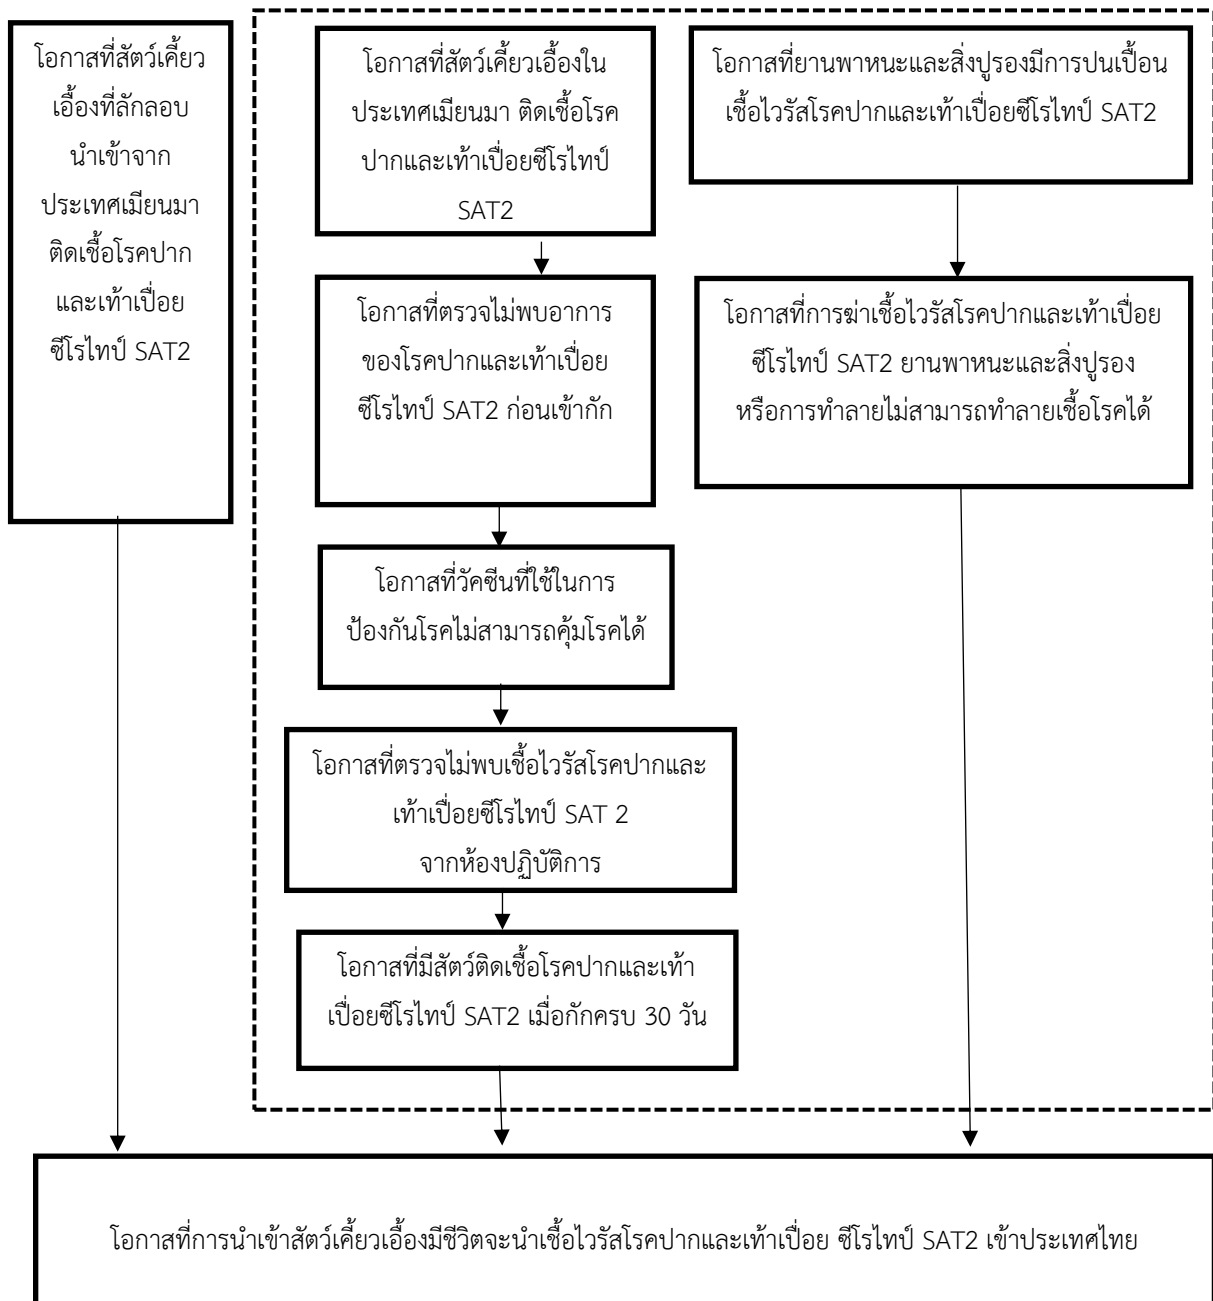 โอกาสที่สัตว์เคี้ยว
เอื้องที่ลักลอบ
นำเข้าจาก
ประเทศเมียนมา
ติดเชื้อโรคปาก
และเท้าเปื่อย
ซีโรไทป์ SAT2
โอกาสที่สัตว์เคี้ยวเอื้องใน
ประเทศเมียนมา ติดเชื้อโรค
ปากและเท้าเปื่อยซีโรไทป์
SAT2
โอกาสที่ยานพาหนะและสิ่งปูรองมีการปนเปื้อน
เชื้อไวรัสโรคปากและเท้าเปื่อยซีโรไทป์ SAT2
โอกาสที่ตรวจไม่พบอาการ
ของโรคปากและเท้าเปื่อย
ซีโรไทป์ SAT2 ก่อนเข้ากัก
โอกาสที่การฆ่าเชื้อไวรัสโรคปากและเท้าเปื่อย
ซีโรไทป์ SAT2 ยานพาหนะและสิ่งปูรอง
หรือการทำลายไม่สามารถทำลายเชื้อโรคได้
โอกาสที่วัคซีนที่ใช้ในการ
ป้องกันโรคไม่สามารถคุ้มโรคได้
โอกาสที่ตรวจไม่พบเชื้อไวรัสโรคปากและ
เท้าเปื่อยซีโรไทป์ SAT 2
จากห้องปฏิบัติการ
โอกาสที่มีสัตว์ติดเชื้อโรคปากและเท้า
เปื่อยซีโรไทป์ SAT2 เมื่อกักครบ 30 วัน
โอกาสที่การนำเข้าสัตว์เคี้ยวเอื้องมีชีวิตจะนำเชื้อไวรัสโรคปากและเท้าเปื่อย ซีโรไทป์ SAT2 เข้าประเทศไทย